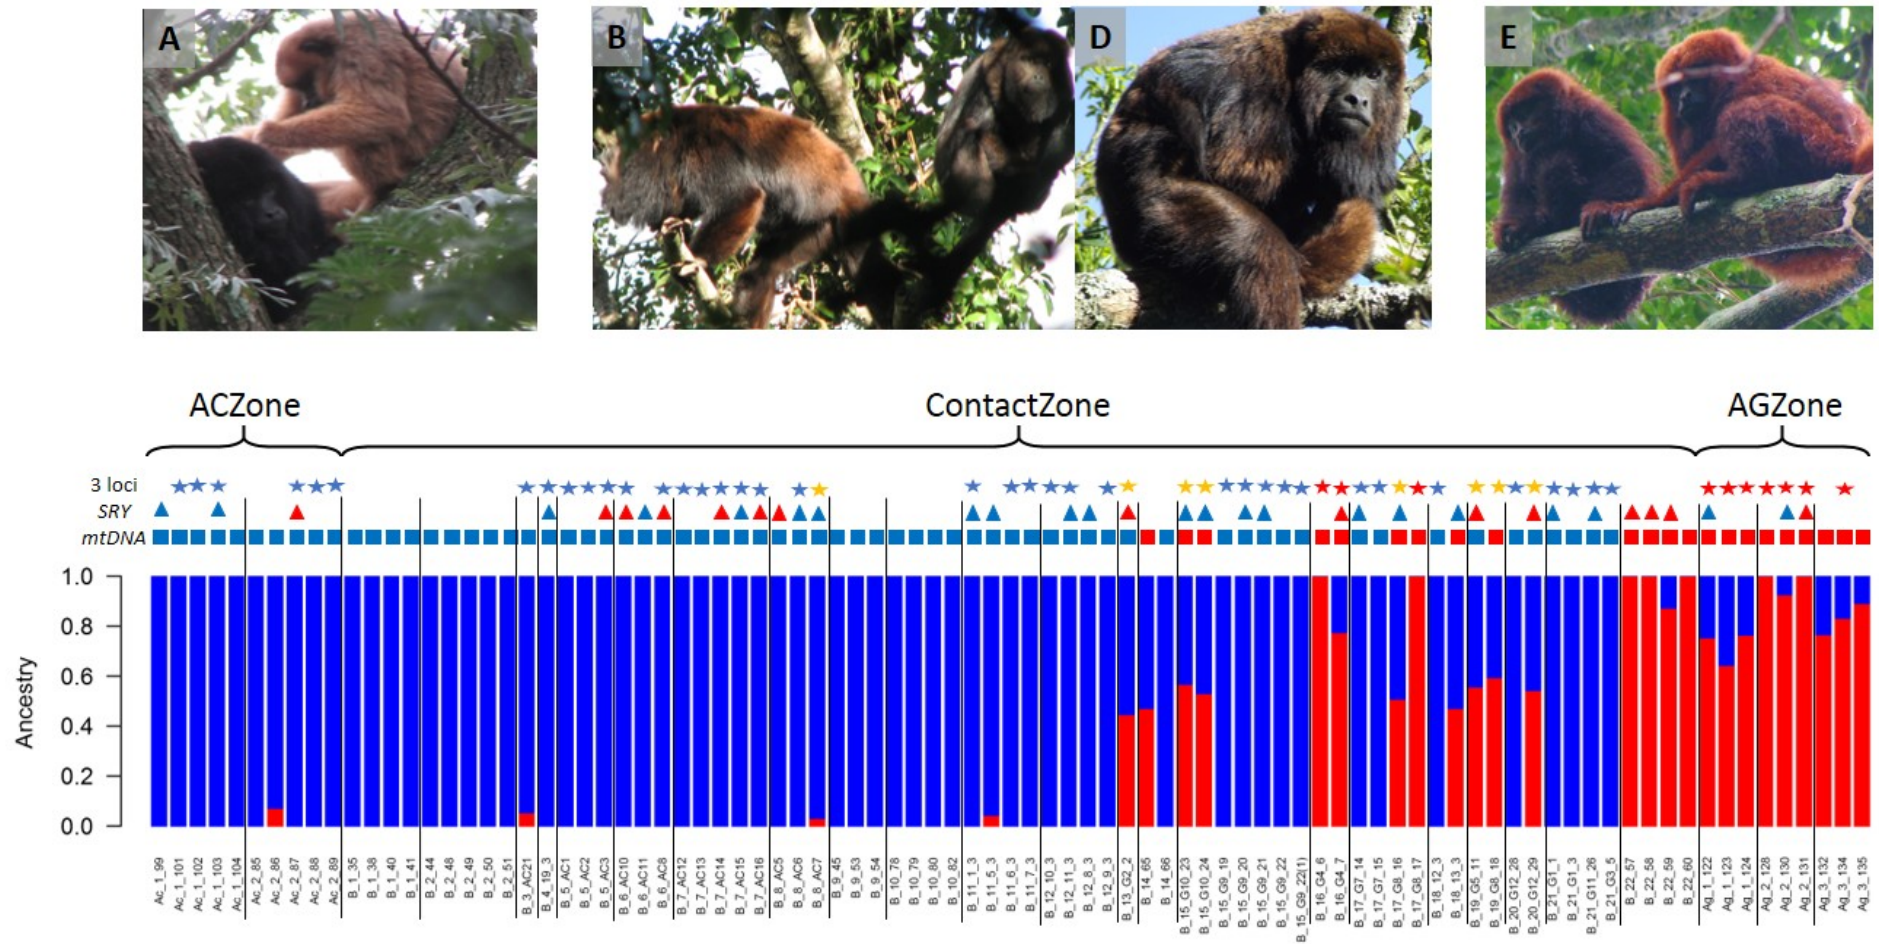 A
B
D
E
ACZone
ContactZone
AGZone
3 loci
SRY
mtDNA
Ancestry
1.0
0.8
0.6
0.4
0.2
0.0
Ac_1_99
Ac_1_101
Ac_1_102
Ac_1_103
Ac_1_104
Ac_2_85
Ac_2_86
Ac_2_87
Ac_2_88
Ac_2_89
B_1_35
B_1_38
B_1_40
B_1_41
B_2_44
B_2_48
B_2_49
B_2_50
B_2_51
B_3_AC21
B_4_19_3
B_5_AC1
B_5_AC2
B_5_AC3
B_6_AC10
B_6_AC11
B_6_AC8
B_7_AC12
B_7_AC13
B_7_AC14
B_7_AC15
B_7_AC16
B_8_AC5
B_8_AC6
B_8_AC7
B_9_45
B_9_53
B_9_54
B_10_78
B_10_79
B_10_80
B_10_82
B_11_1_3
B_11_5_3
B_11_6_3
B_11_7_3
B_12_10_3
B_12_11_3
B_12_8_3
B_12_9_3
B_13_G2_2
B_14_65
B_14_66
B_15_G10_23
B_15_G10_24
B_15_G9_19
B_15_G9_20
B_15_G9_21
B_15_G9_22
B_15_G9_22(1)
B_16_G4_6
B_16_G4_7
B_17_G7_14
B_17_G7_15
B_17_G8_16
B_17_G8_17
B_18_12_3
B_18_13_3
B_19_G5_11
B_19_G8_18
B_20_G12_28
B_20_G12_29
B_21_G1_1
B_21_G1_3
B_21_G11_26
B_21_G3_5
B_22_57
B_22_58
B_22_59
B_22_60
Ag_1_122
Ag_1_123
Ag_1_124
Ag_2_128
Ag_2_130
Ag_2_131
Ag_3_132
Ag_3_134
Ag_3_135